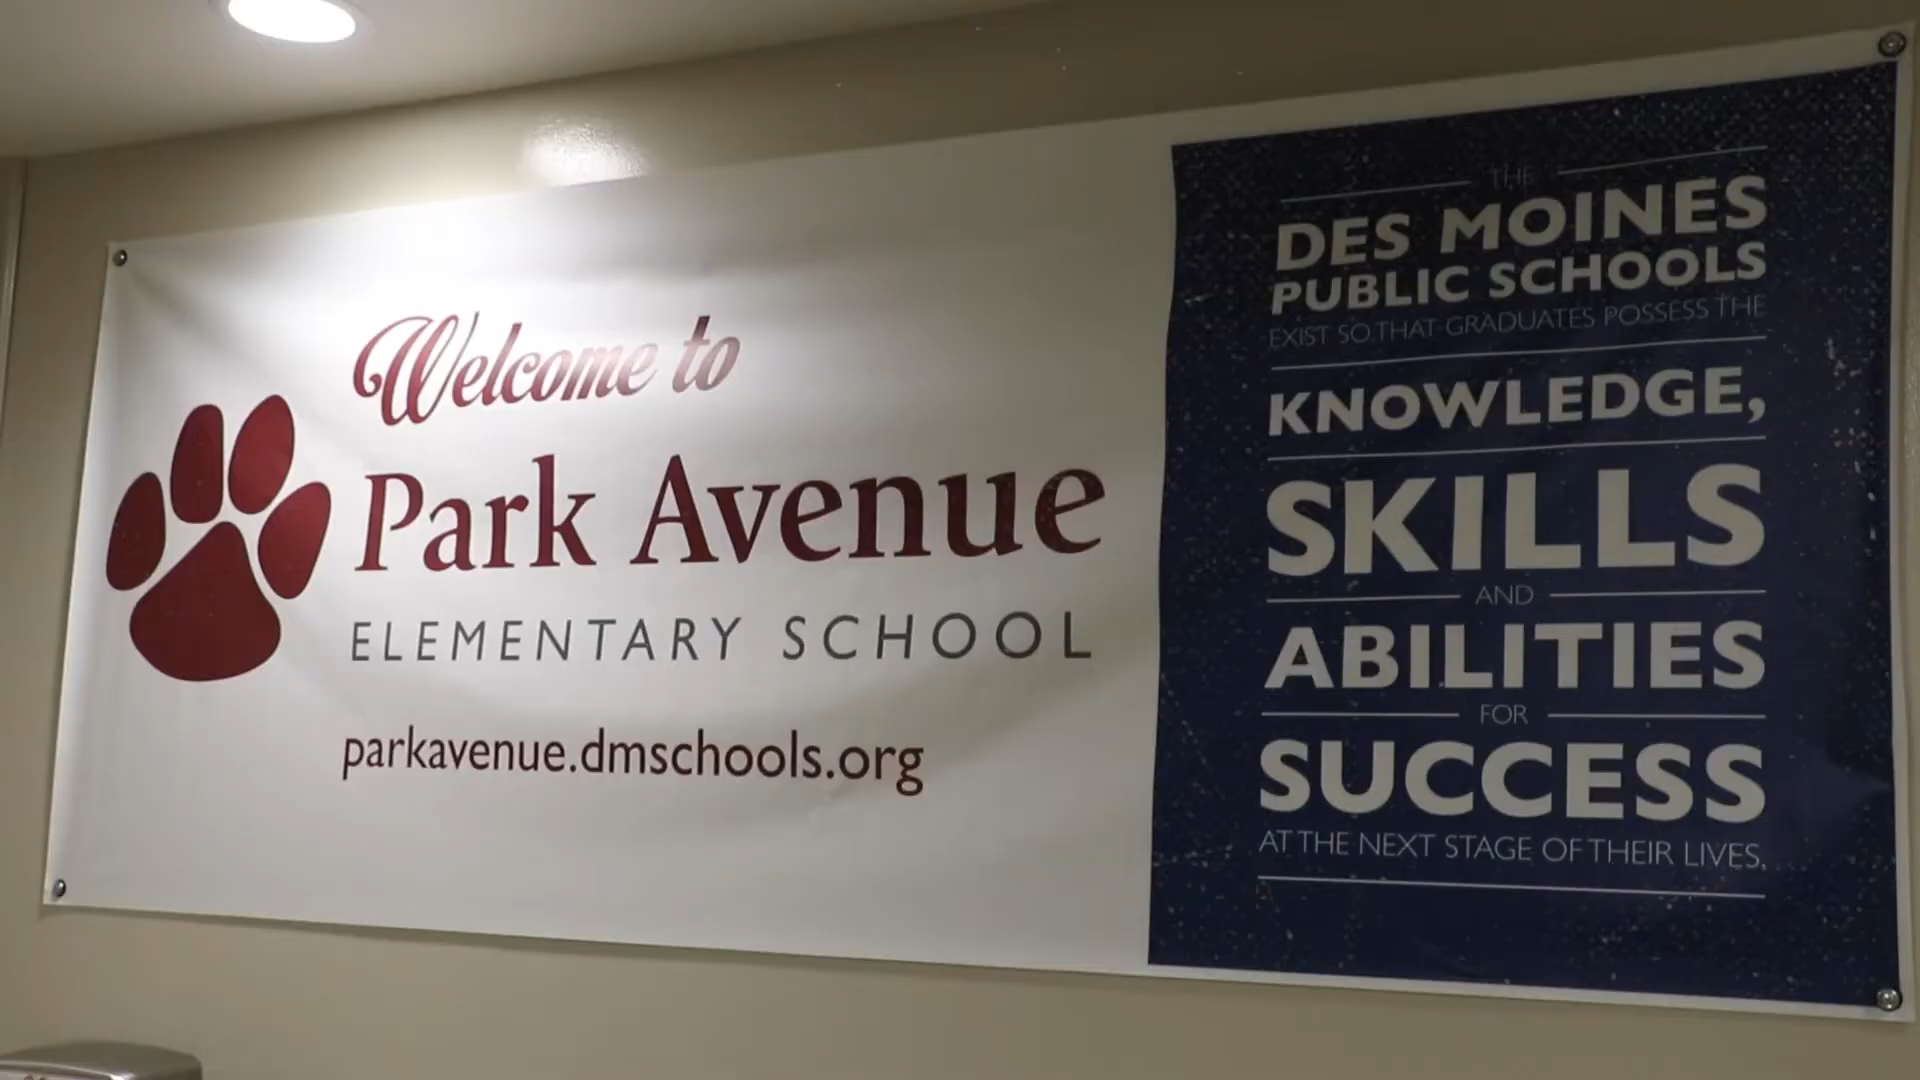 Welcome to
Park Avenue
ELEMENTARY SCHOOL
parkavenue.dmschools.org
THE
DES MOINES
PUBLIC SCHOOLS
EXIST SO THAT GRADUATES POSSESS THE
KNOWLEDGE,
SKILLS
AND
ABILITIES
FOR
SUCCESS
AT THE NEXT STAGE OF THEIR LIVES.